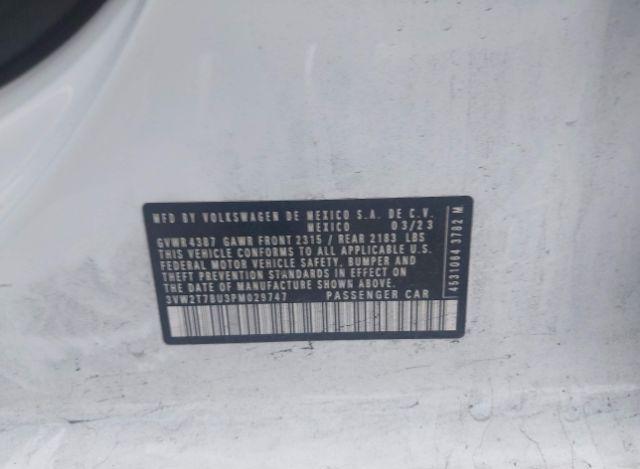 MFD BY VOLKSWAGEN DE MEXICO S.A. DE C.V.
MEXICO 03/23
GVWR 4387 GAWR FRONT 2315 / REAR 2183 LBS
THIS VEHICLE CONFORMS TO ALL APPLICABLE U.S.
FEDERAL MOTOR VEHICLE SAFETY, BUMPER AND
THEFT PREVENTION STANDARDS IN EFFECT ON
THE DATE OF MANUFACTURE SHOWN ABOVE.
3VW2T7BU3PM029747 PASSENGER CAR
4531064 3782 M